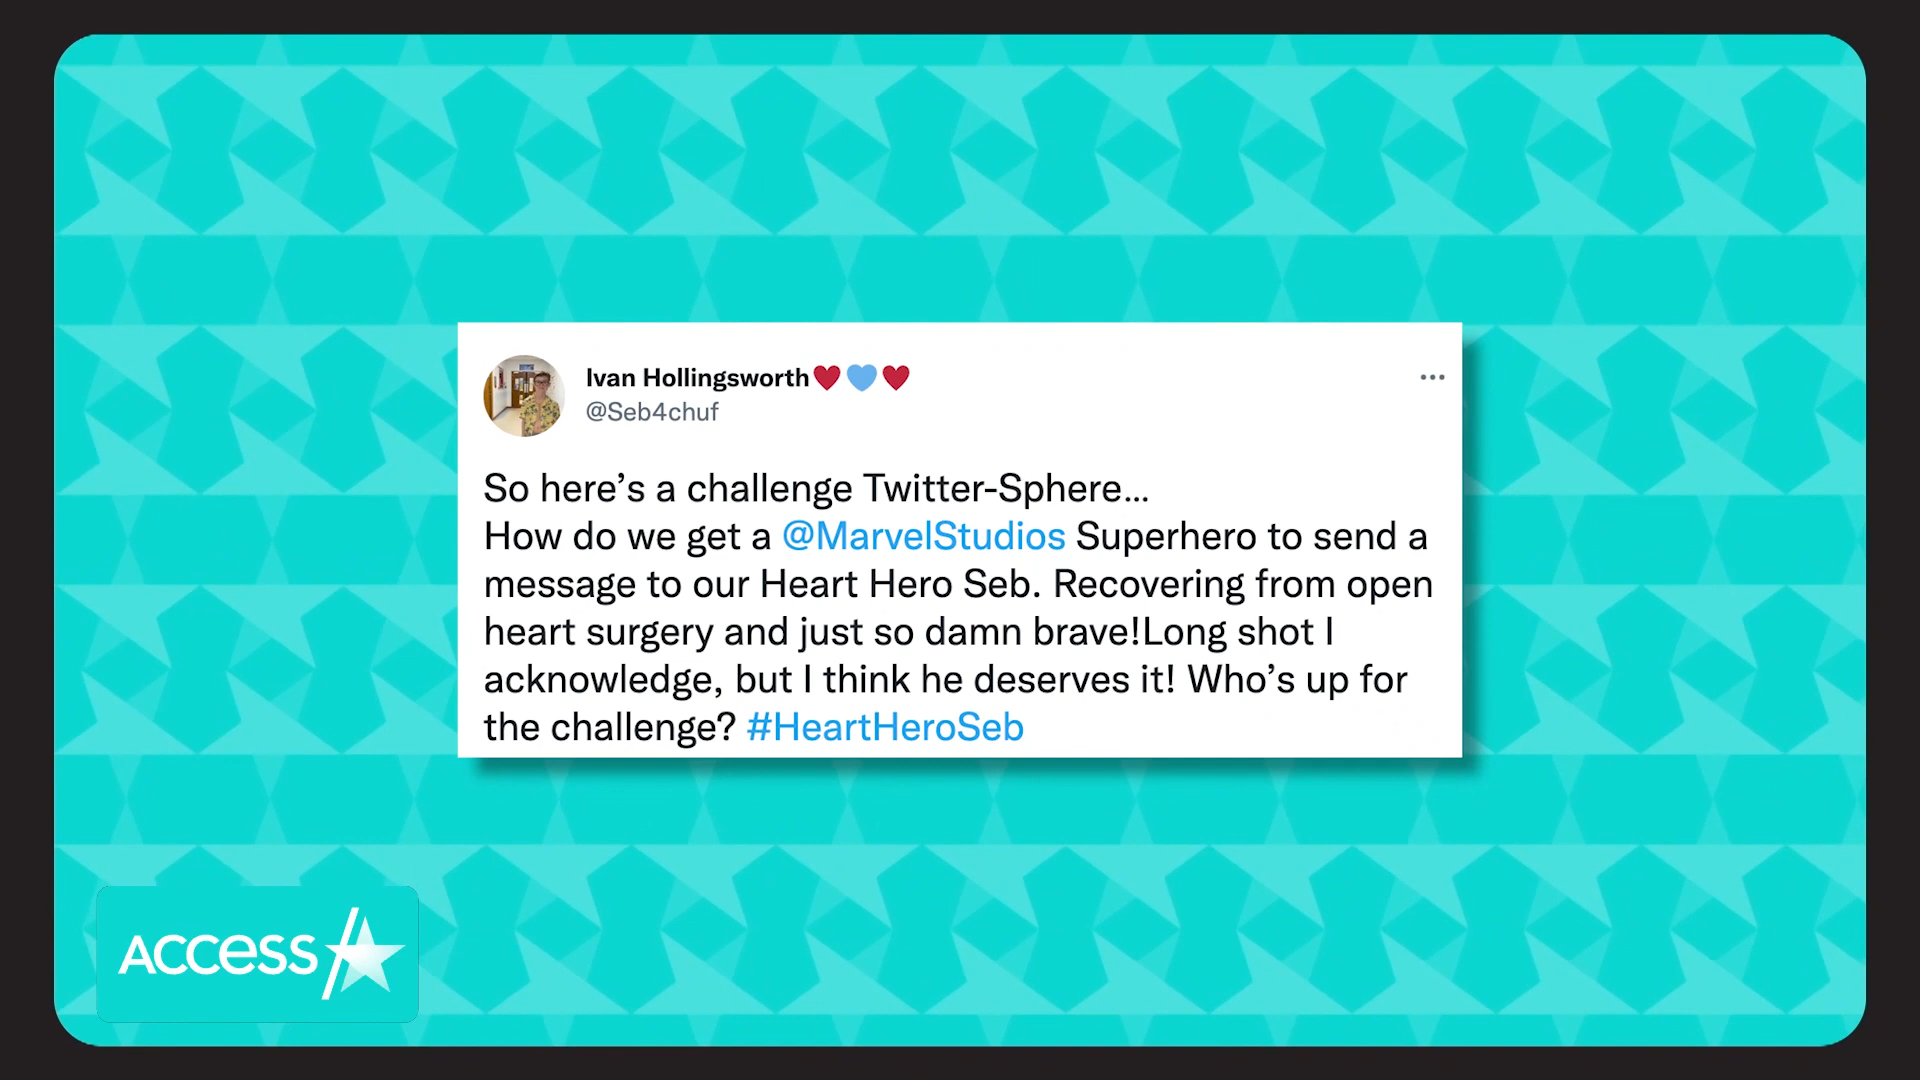 Ivan Hollingsworth❤️💙❤️
@Seb4chuf
So here’s a challenge Twitter-Sphere...
How do we get a @MarvelStudios Superhero to send a
message to our Heart Hero Seb. Recovering from open
heart surgery and just so damn brave!Long shot I
acknowledge, but I think he deserves it! Who’s up for
the challenge? #HeartHeroSeb
ACCESS